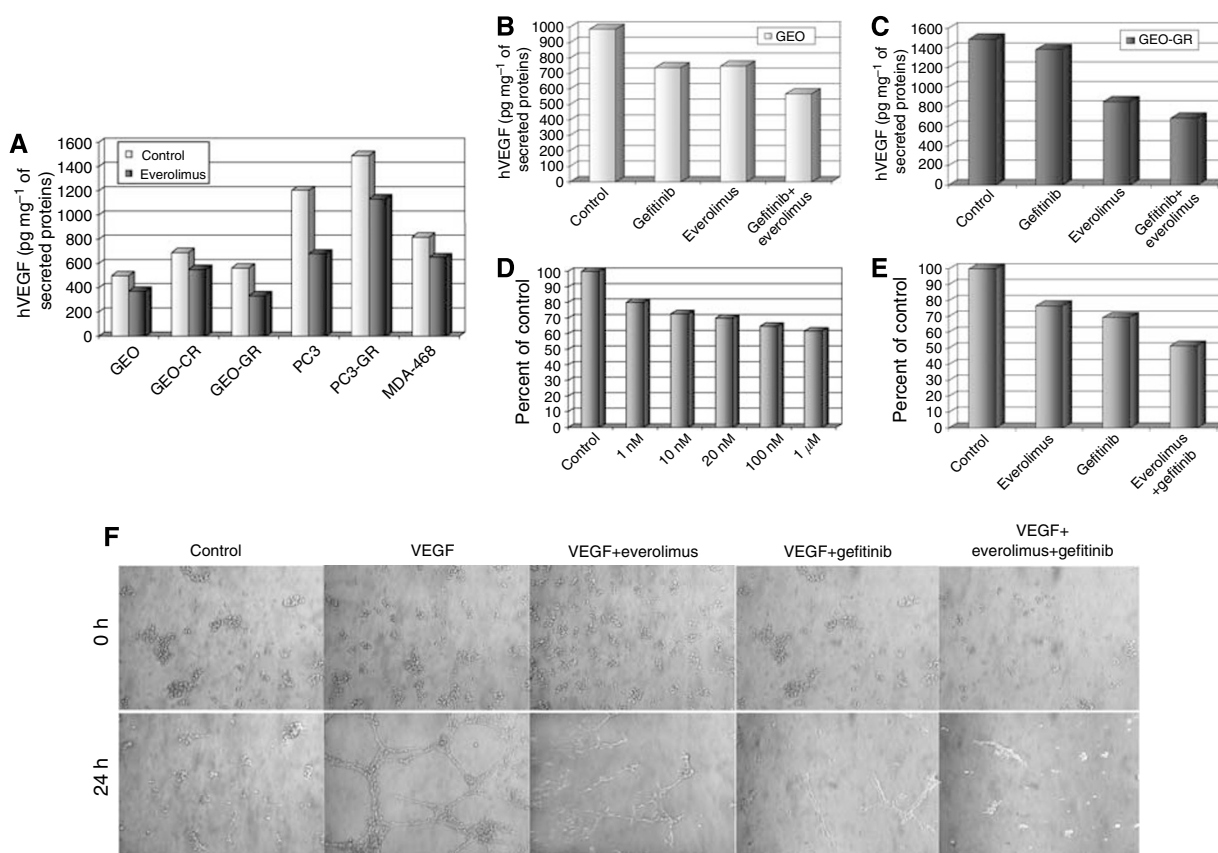 A
hVEGF (pg mg⁻¹ of
secreted proteins)
1600
1400
1200
1000
800
600
400
200
0
Control
Everolimus
GEO
GEO-CR
GEO-GR
PC3
PC3-GR
MDA-468
B
hVEGF (pg mg⁻¹ of
secreted proteins)
1000
900
800
700
600
500
400
300
200
100
0
GEO
Control
Gefitinib
Everolimus
Gefitinib+
everolimus
C
hVEGF (pg mg⁻¹ of
secreted proteins)
1600
1400
1200
1000
800
600
400
200
0
GEO-GR
Control
Gefitinib
Everolimus
Gefitinib+
everolimus
D
Percent of control
100
90
80
70
60
50
40
30
20
10
0
Control
1 nM
10 nM
20 nM
100 nM
1 μM
E
Percent of control
100
90
80
70
60
50
40
30
20
10
0
Control
Everolimus
Gefitinib
Everolimus
+gefitinib
F
Control
VEGF
VEGF+everolimus
VEGF+gefitinib
VEGF+
everolimus+gefitinib
0 h
24 h